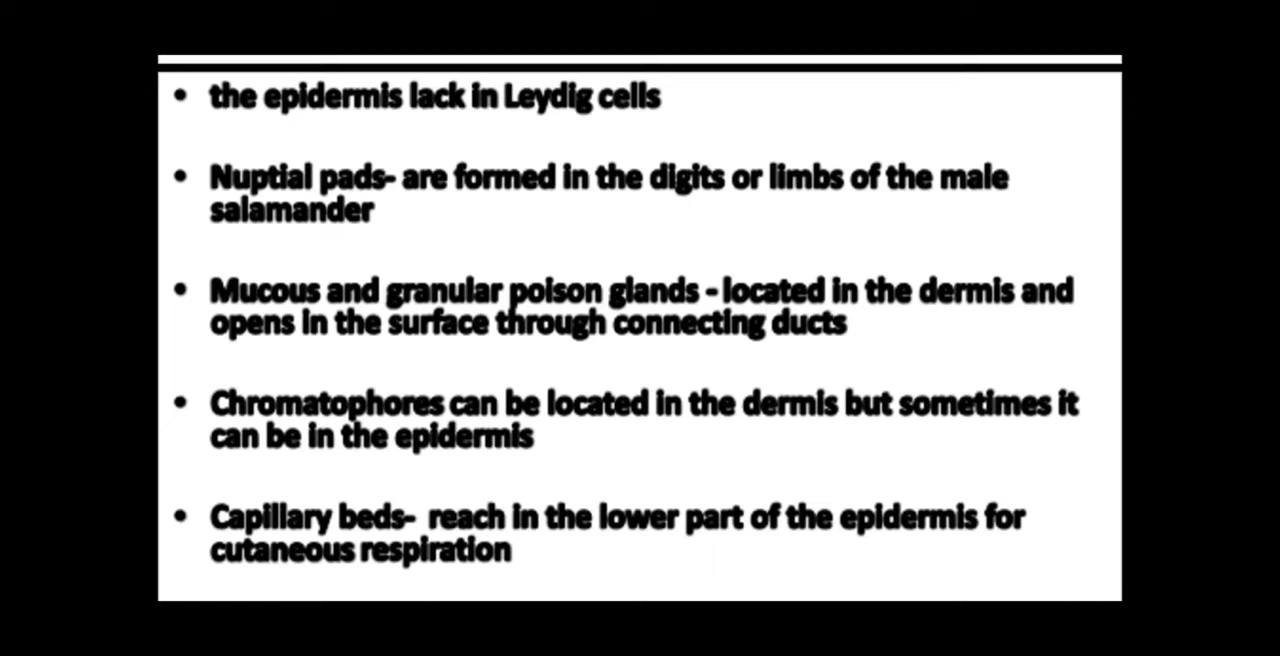 • the epidermis lack in Leydig cells
• Nuptial pads- are formed in the digits or limbs of the male
salamander
• Mucous and granular poison glands - located in the dermis and
opens in the surface through connecting ducts
• Chromatophores can be located in the dermis but sometimes it
can be in the epidermis
• Capillary beds- reach in the lower part of the epidermis for
cutaneous respiration